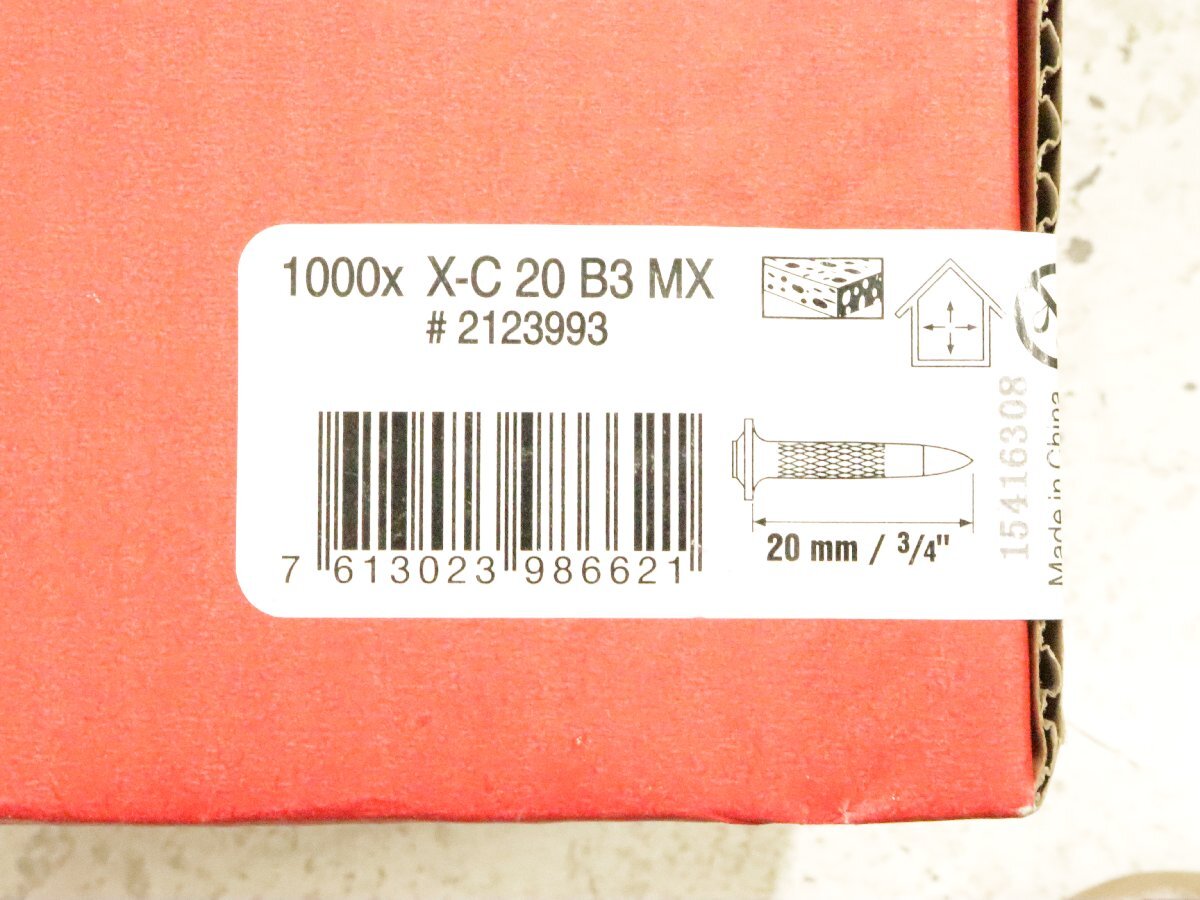 1000x X-C 20 B3 MX
# 2123993
7 613023 986621
20 mm / 3/4"
15416308
Made in China